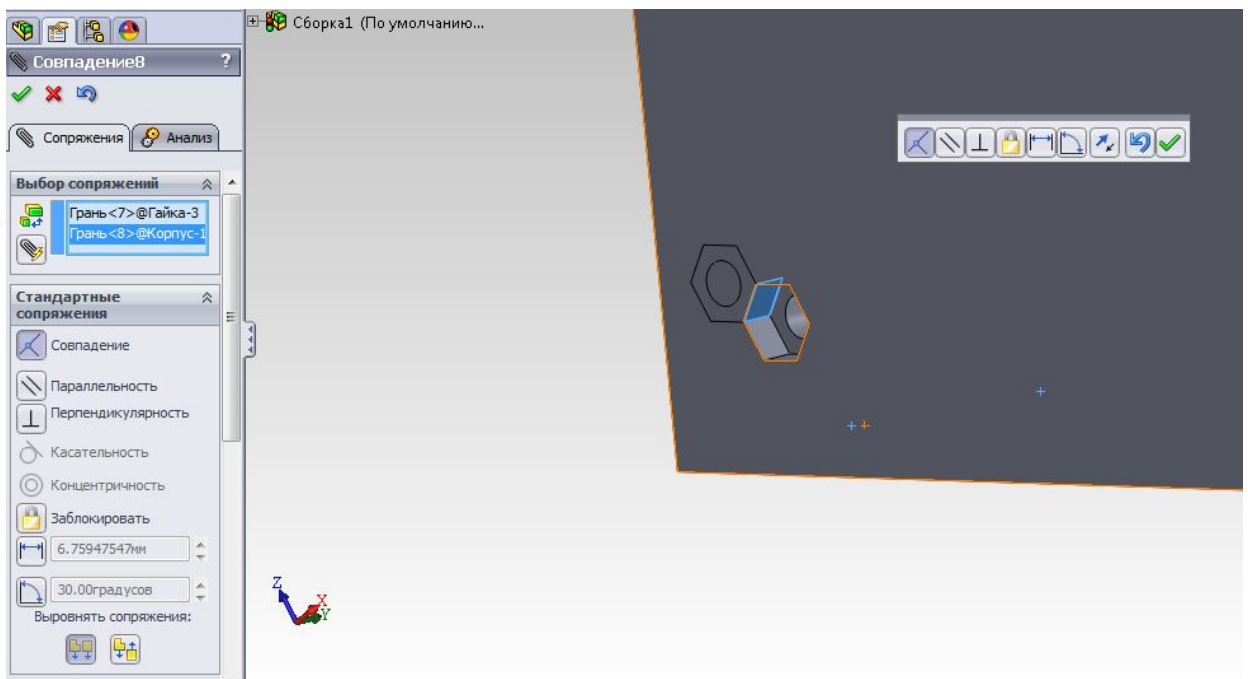 Сборка1 (По умолчанию...
Совпадение8 ?
Сопряжения Анализ
Выбор сопряжений
Грань<7>@Гайка-3
Грань<8>@Корпус-1
Стандартные
сопряжения
Совпадение
Параллельность
Перпендикулярность
Касательность
Концентричность
Заблокировать
6.75947547мм
30.00градусов
Выровнять сопряжения:
Z
X
Y